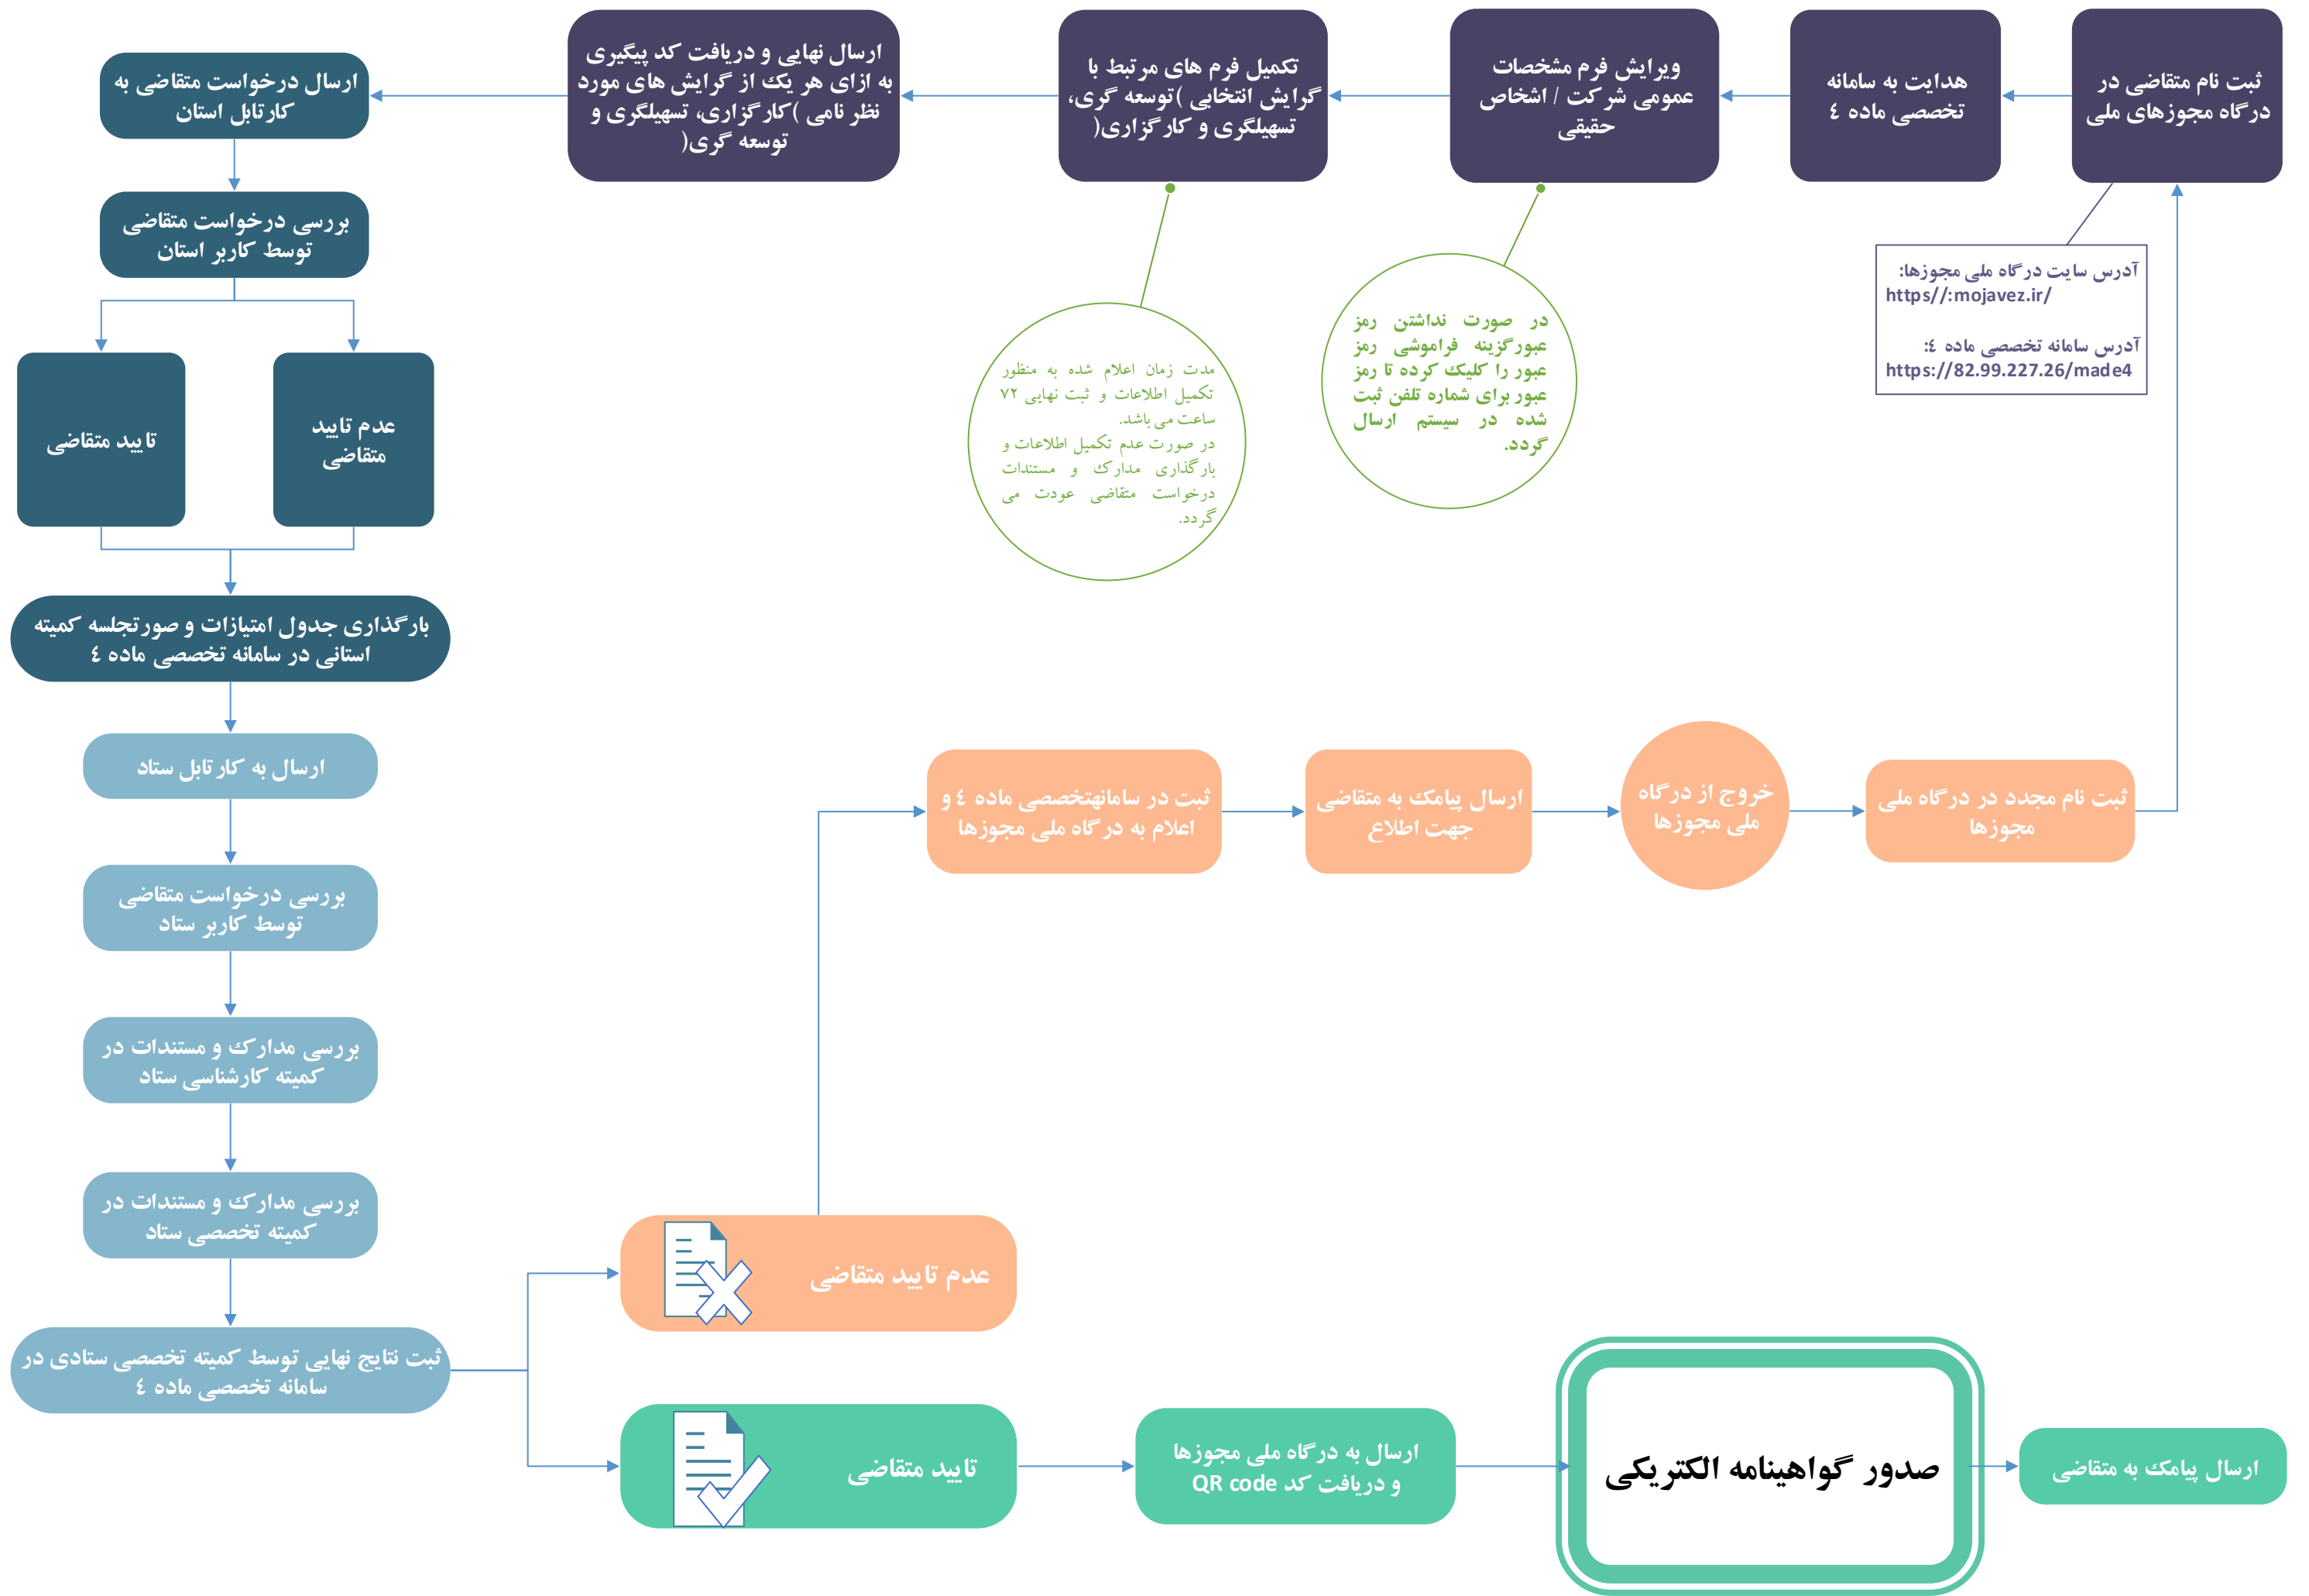 ثبت نام متقاضی در
درگاه مجوزهای ملی
هدایت به سامانه
تخصصی ماده ٤
ویرایش فرم مشخصات
عمومی شرکت / اشخاص
حقیقی
تکمیل فرم های مرتبط با
گرایش انتخابی )توسعه گری،
تسهیلگری و کارگزاری(
ارسال نهایی و دریافت کد پیگیری
به ازای هر یک از گرایش های مورد
نظر نامی )کارگزاری، تسهیلگری و
توسعه گری(
ارسال درخواست متقاضی به
کارتابل استان
بررسی درخواست متقاضی
توسط کاربر استان
عدم تایید
متقاضی
تایید متقاضی
آدرس سایت درگاه ملی مجوزها:
https//:mojavez.ir/
آدرس سامانه تخصصی ماده ٤:
https://82.99.227.26/made4
در صورت نداشتن رمز
عبورگزینه فراموشی رمز
عبور را کلیک کرده تا رمز
عبور برای شماره تلفن ثبت
شده در سیستم ارسال
گردد.
مدت زمان اعلام شده به منظور
تکمیل اطلاعات و ثبت نهایی ۷۲
ساعت می باشد.
در صورت عدم تکمیل اطلاعات و
بارگذاری مدارک و مستندات
درخواست متقاضی عودت می
گردد.
بارگذاری جدول امتیازات و صورتجلسه کمیته
استانی در سامانه تخصصی ماده ٤
ارسال به کارتابل ستاد
بررسی درخواست متقاضی
توسط کاربر ستاد
بررسی مدارک و مستندات در
کمیته کارشناسی ستاد
بررسی مدارک و مستندات در
کمیته تخصصی ستاد
ثبت نتایج نهایی توسط کمیته تخصصی ستادی در
سامانه تخصصی ماده ٤
عدم تایید متقاضی
ثبت در سامانهتخصصی ماده ٤ و
اعلام به درگاه ملی مجوزها
ارسال پیامک به متقاضی
جهت اطلاع
خروج از درگاه
ملی مجوزها
ثبت نام مجدد در درگاه ملی
مجوزها
تایید متقاضی
ارسال به درگاه ملی مجوزها
و دریافت کد QR code
صدور گواهینامه الکتریکی
ارسال پیامک به متقاضی